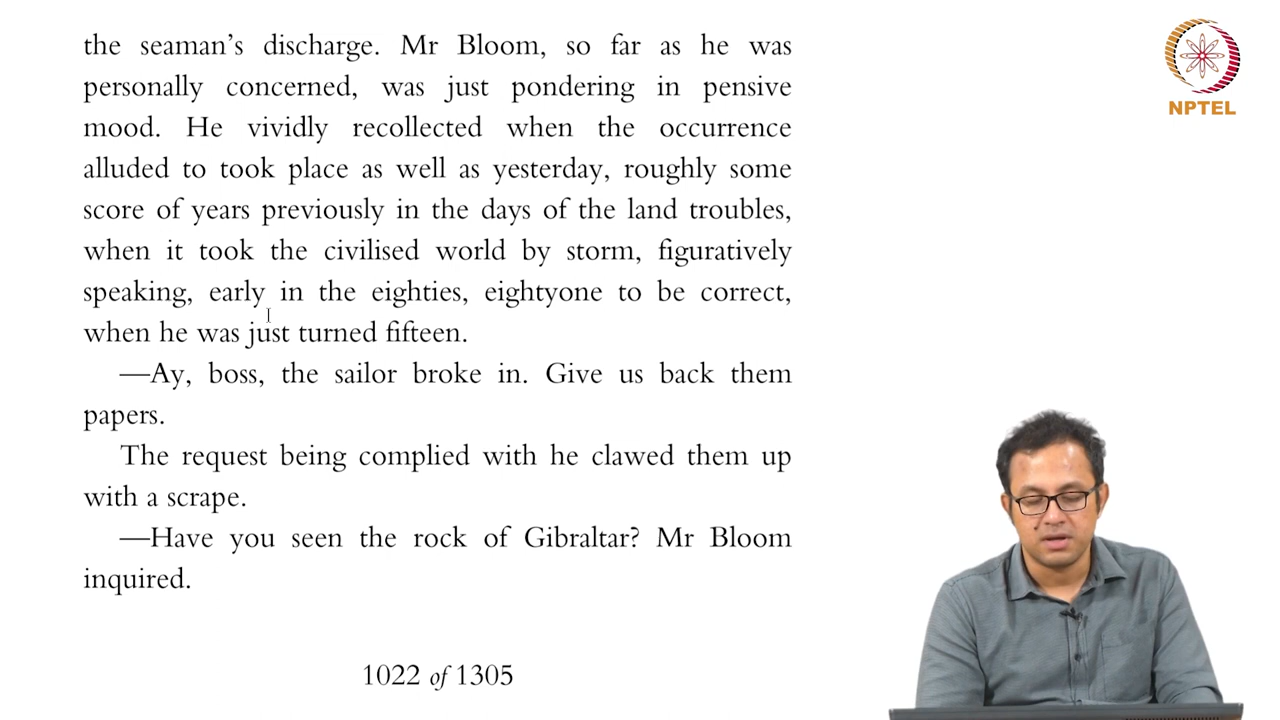 the seaman’s discharge. Mr Bloom, so far as he was
personally concerned, was just pondering in pensive
mood. He vividly recollected when the occurrence
alluded to took place as well as yesterday, roughly some
score of years previously in the days of the land troubles,
when it took the civilised world by storm, figuratively
speaking, early in the eighties, eightyone to be correct,
when he was just turned fifteen.
—Ay, boss, the sailor broke in. Give us back them
papers.
The request being complied with he clawed them up
with a scrape.
—Have you seen the rock of Gibraltar? Mr Bloom
inquired.
1022 of 1305
NPTEL